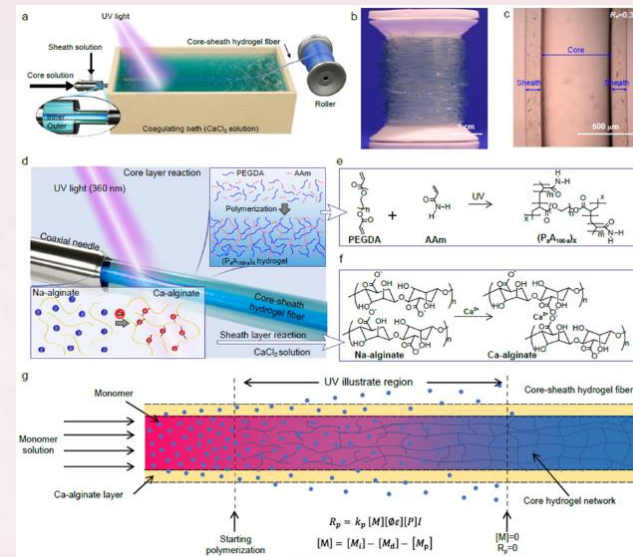 a
UV light
Sheath solution
Core solution
Core-sheath hydrogel fiber
Inner
Outer
Coagulating bath (CaCl₂ solution)
Roller
b
c
Core
Sheath
Sheath
500 μm
d
Core layer reaction
UV light (360 nm)
PEGDA
AAm
Polymerization
hydrogel
Coaxial needle
Na-alginate
Ca-alginate
Core-sheath
hydrogel fiber
Sheath layer reaction
CaCl₂ solution
e
PEGDA
+
AAm
UV
f
Na-alginate
Ca²⁺
Ca-alginate
g
UV illustrate region
Monomer
Core-sheath hydrogel fiber
Monomer
solution
Ca-alginate layer
Core hydrogel network
Starting
polymerization
Rₚ = kₚ [M][Øε][P]I
[M] = [Mᵢ] − [M_d] − [Mₚ]
[M]=0
Rₚ=0